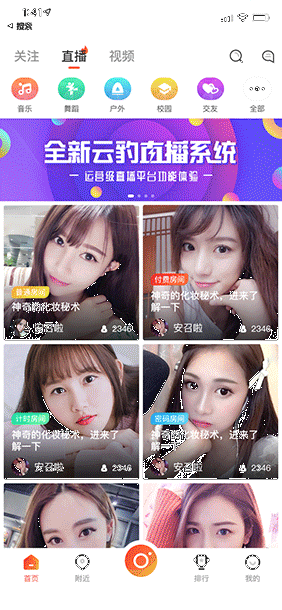 1:41
搜索
关注 直播 视频
音乐 舞蹈 户外 校园 交友 全部
全新云豹直播系统
运营级直播平台功能体验
普通房间
神奇的化妆秘术
安召啦 2346
付费房间
神奇的化妆秘术，进来了
解一下
安召啦 2346
计时房间
神奇的化妆秘术，进来了
解一下
安召啦 2346
密码房间
神奇的化妆秘术，进来了
解一下
安召啦 2346
首页 附近 排行 我的